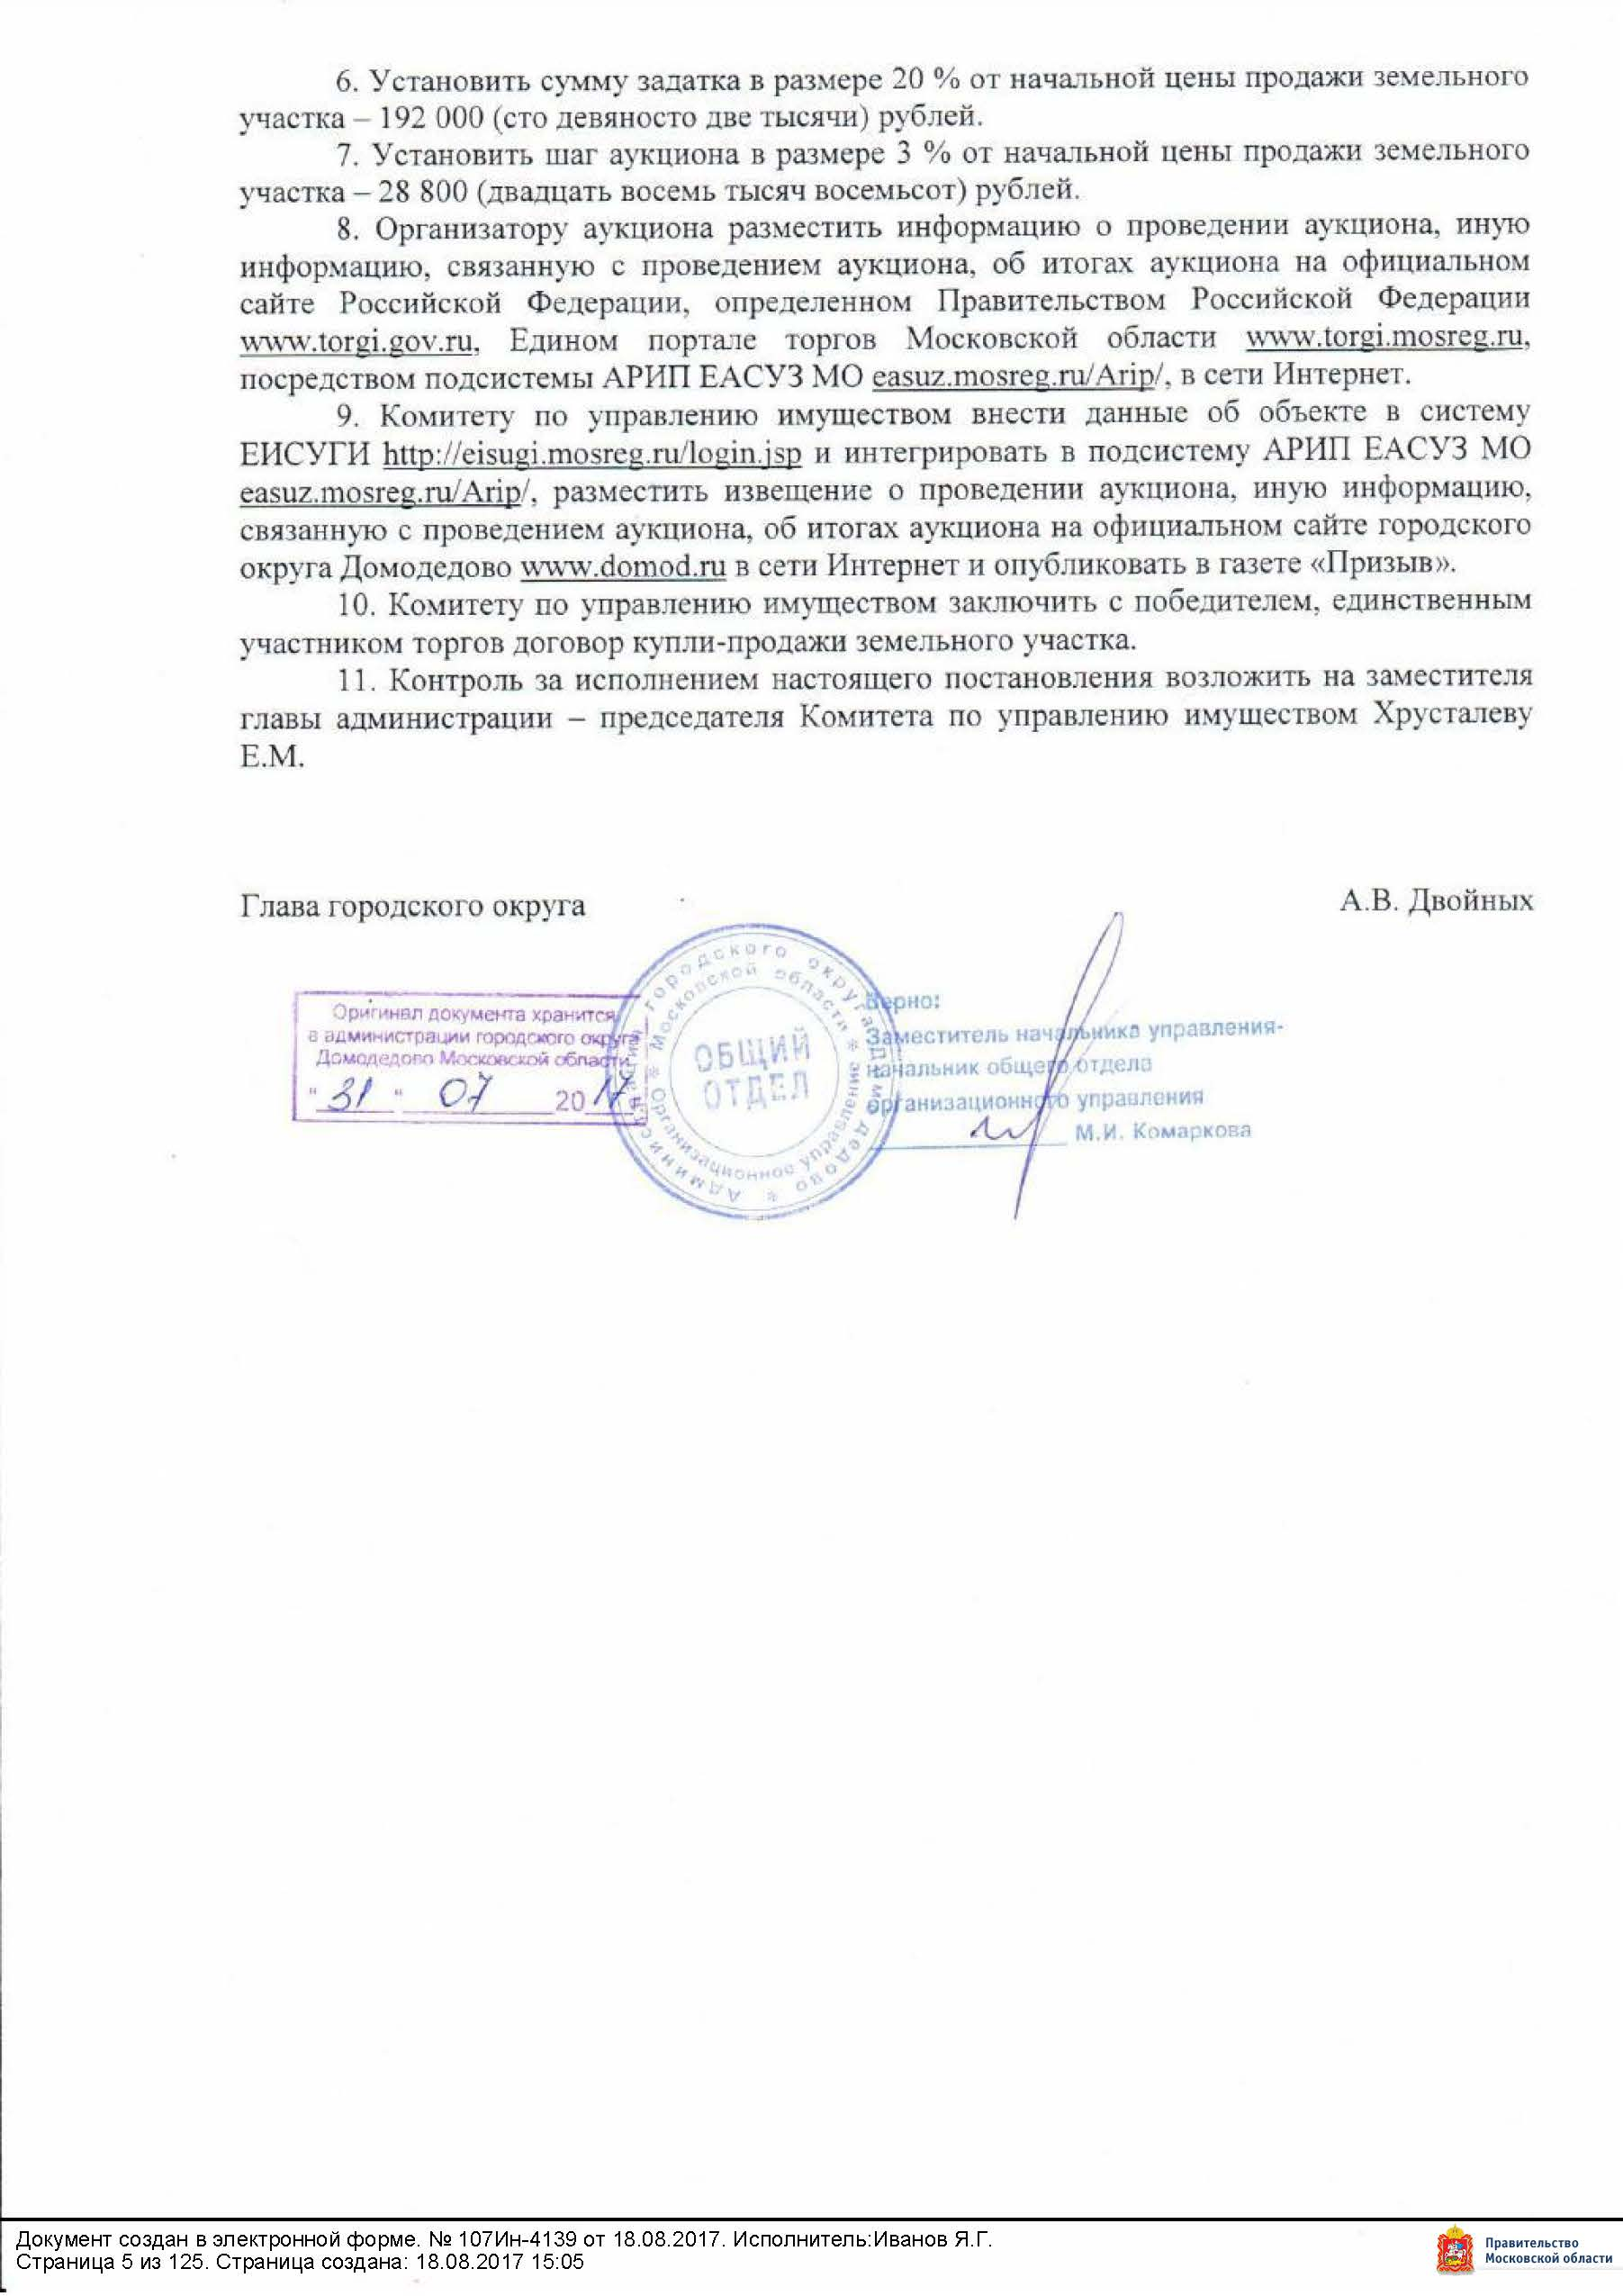 6. Установить сумму задатка в размере 20 % от начальной цены продажи земельного
участка – 192 000 (сто девяносто две тысячи) рублей.
7. Установить шаг аукциона в размере 3 % от начальной цены продажи земельного
участка – 28 800 (двадцать восемь тысяч восемьсот) рублей.
8. Организатору аукциона разместить информацию о проведении аукциона, иную
информацию, связанную с проведением аукциона, об итогах аукциона на официальном
сайте Российской Федерации, определенном Правительством Российской Федерации
www.torgi.gov.ru, Едином портале торгов Московской области www.torgi.mosreg.ru,
посредством подсистемы АРИП ЕАСУЗ МО easuz.mosreg.ru/Arip/, в сети Интернет.
9. Комитету по управлению имуществом внести данные об объекте в систему
ЕИСУГИ http://eisugi.mosreg.ru/login.jsp и интегрировать в подсистему АРИП ЕАСУЗ МО
easuz.mosreg.ru/Arip/, разместить извещение о проведении аукциона, иную информацию,
связанную с проведением аукциона, об итогах аукциона на официальном сайте городского
округа Домодедово www.domod.ru в сети Интернет и опубликовать в газете «Призыв».
10. Комитету по управлению имуществом заключить с победителем, единственным
участником торгов договор купли-продажи земельного участка.
11. Контроль за исполнением настоящего постановления возложить на заместителя
главы администрации – председателя Комитета по управлению имуществом Хрусталеву
Е.М.
Глава городского округа А.В. Двойных
Оригинал документа хранится
в администрации городского округа
Домодедово Московской области
"31" 07 2017
Администрация городского округа Домодедово *
Московской области * Организационное управление *
ОБЩИЙ
ОТДЕЛ
Верно:
Заместитель начальника управления-
начальник общего отдела
организационного управления
М.И. Комаркова
Документ создан в электронной форме. № 107Ин-4139 от 18.08.2017. Исполнитель:Иванов Я.Г.
Страница 5 из 125. Страница создана: 18.08.2017 15:05
Правительство
Московской области